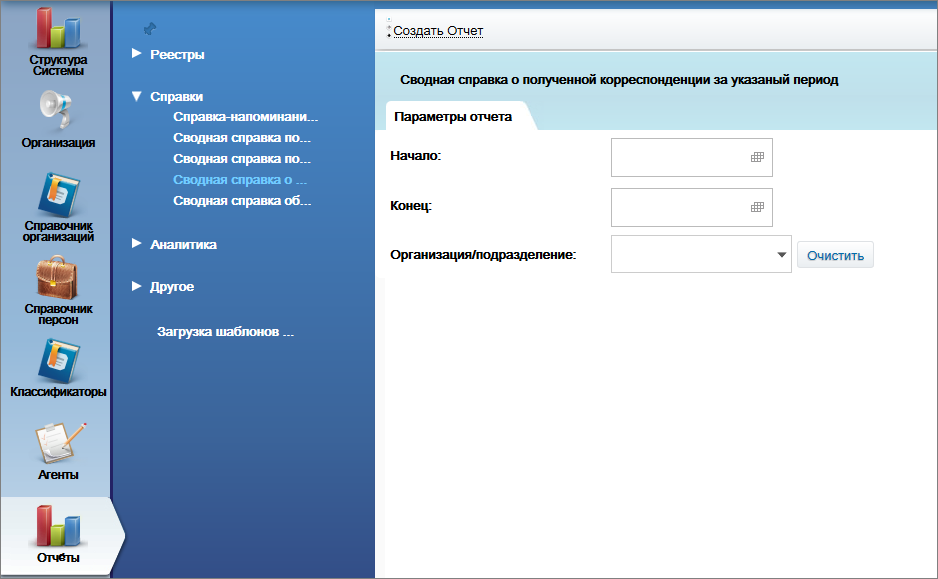 Структура
Системы
Организация
Справочник
организаций
Справочник
персон
Классификаторы
Агенты
Отчеты
Реестры
Справки
Справка-напоминани...
Сводная справка по...
Сводная справка по...
Сводная справка о ...
Сводная справка об...
Аналитика
Другое
Загрузка шаблонов ...
Создать Отчет
Сводная справка о полученной корреспонденции за указаный период
Параметры отчета
Начало:
Конец:
Организация/подразделение:
Очистить